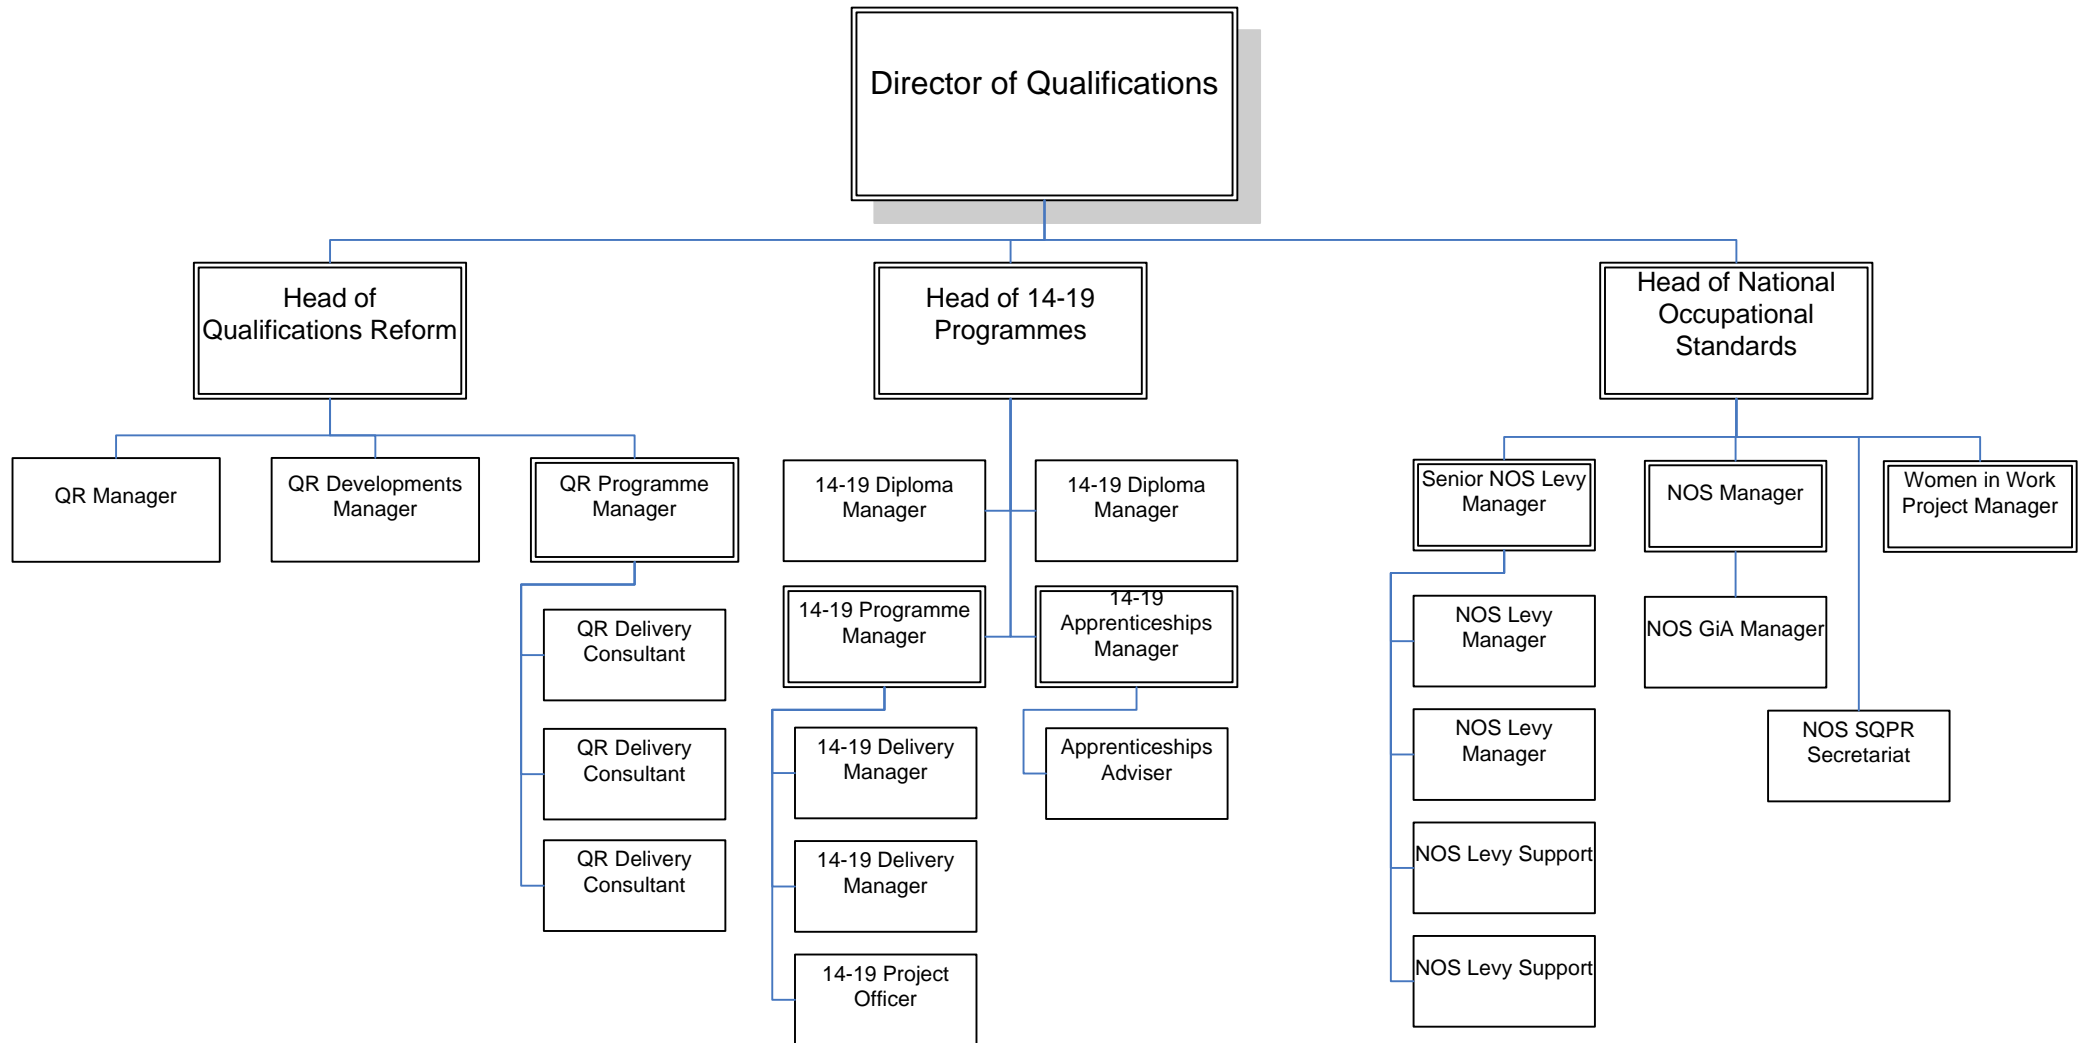 Director of Qualifications
Head of
Qualifications Reform
Head of 14-19
Programmes
Head of National
Occupational
Standards
QR Manager
QR Developments
Manager
QR Programme
Manager
14-19 Diploma
Manager
14-19 Diploma
Manager
Senior NOS Levy
Manager
NOS Manager
Women in Work
Project Manager
QR Delivery
Consultant
14-19 Programme
Manager
14-19
Apprenticeships
Manager
NOS Levy
Manager
NOS GiA Manager
QR Delivery
Consultant
14-19 Delivery
Manager
Apprenticeships
Adviser
NOS Levy
Manager
NOS SQPR
Secretariat
QR Delivery
Consultant
14-19 Delivery
Manager
NOS Levy Support
14-19 Project
Officer
NOS Levy Support